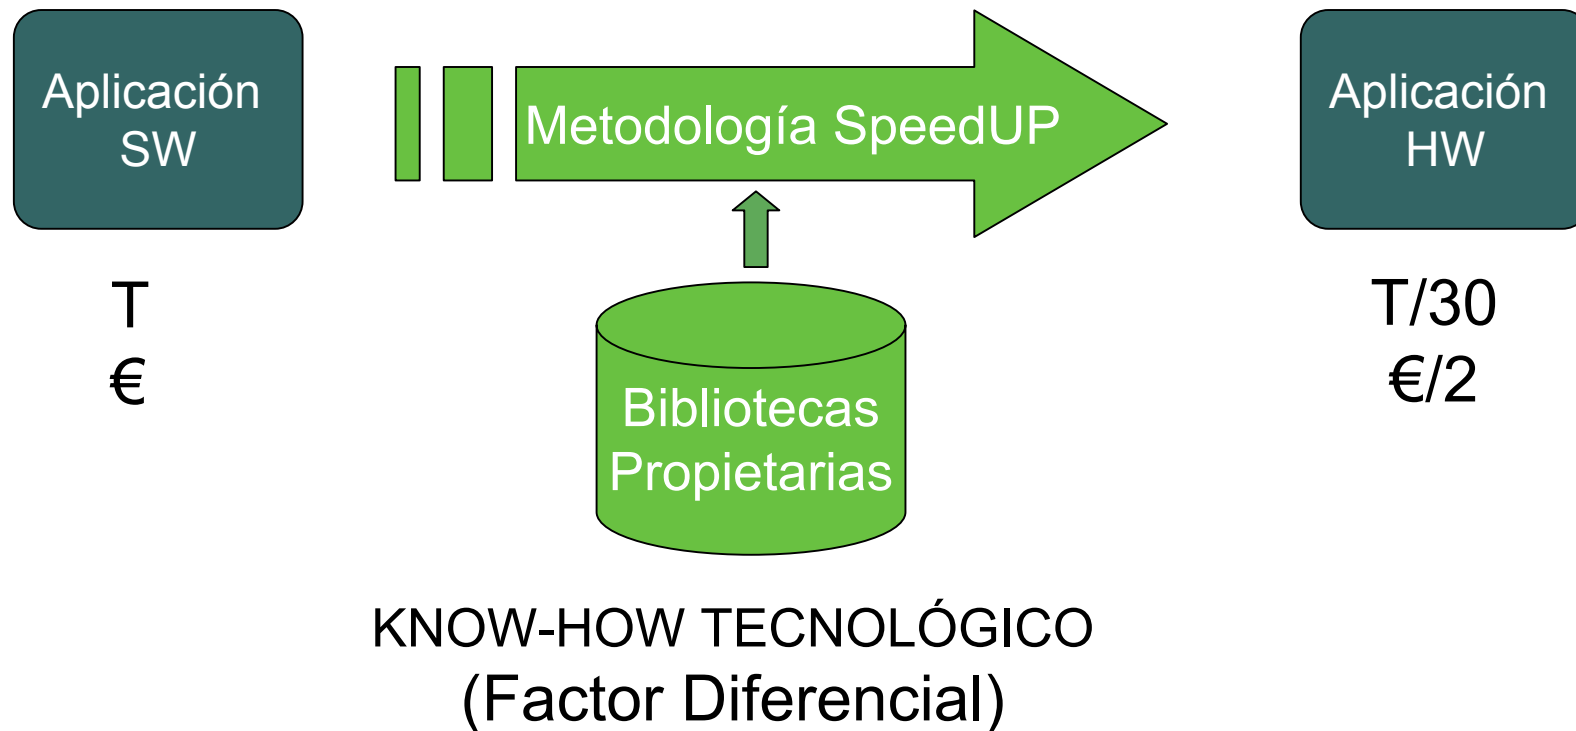 Aplicación
SW
Metodología SpeedUP
Aplicación
HW
T
€
T/30
€/2
Bibliotecas
Propietarias
KNOW-HOW TECNOLÓGICO
(Factor Diferencial)